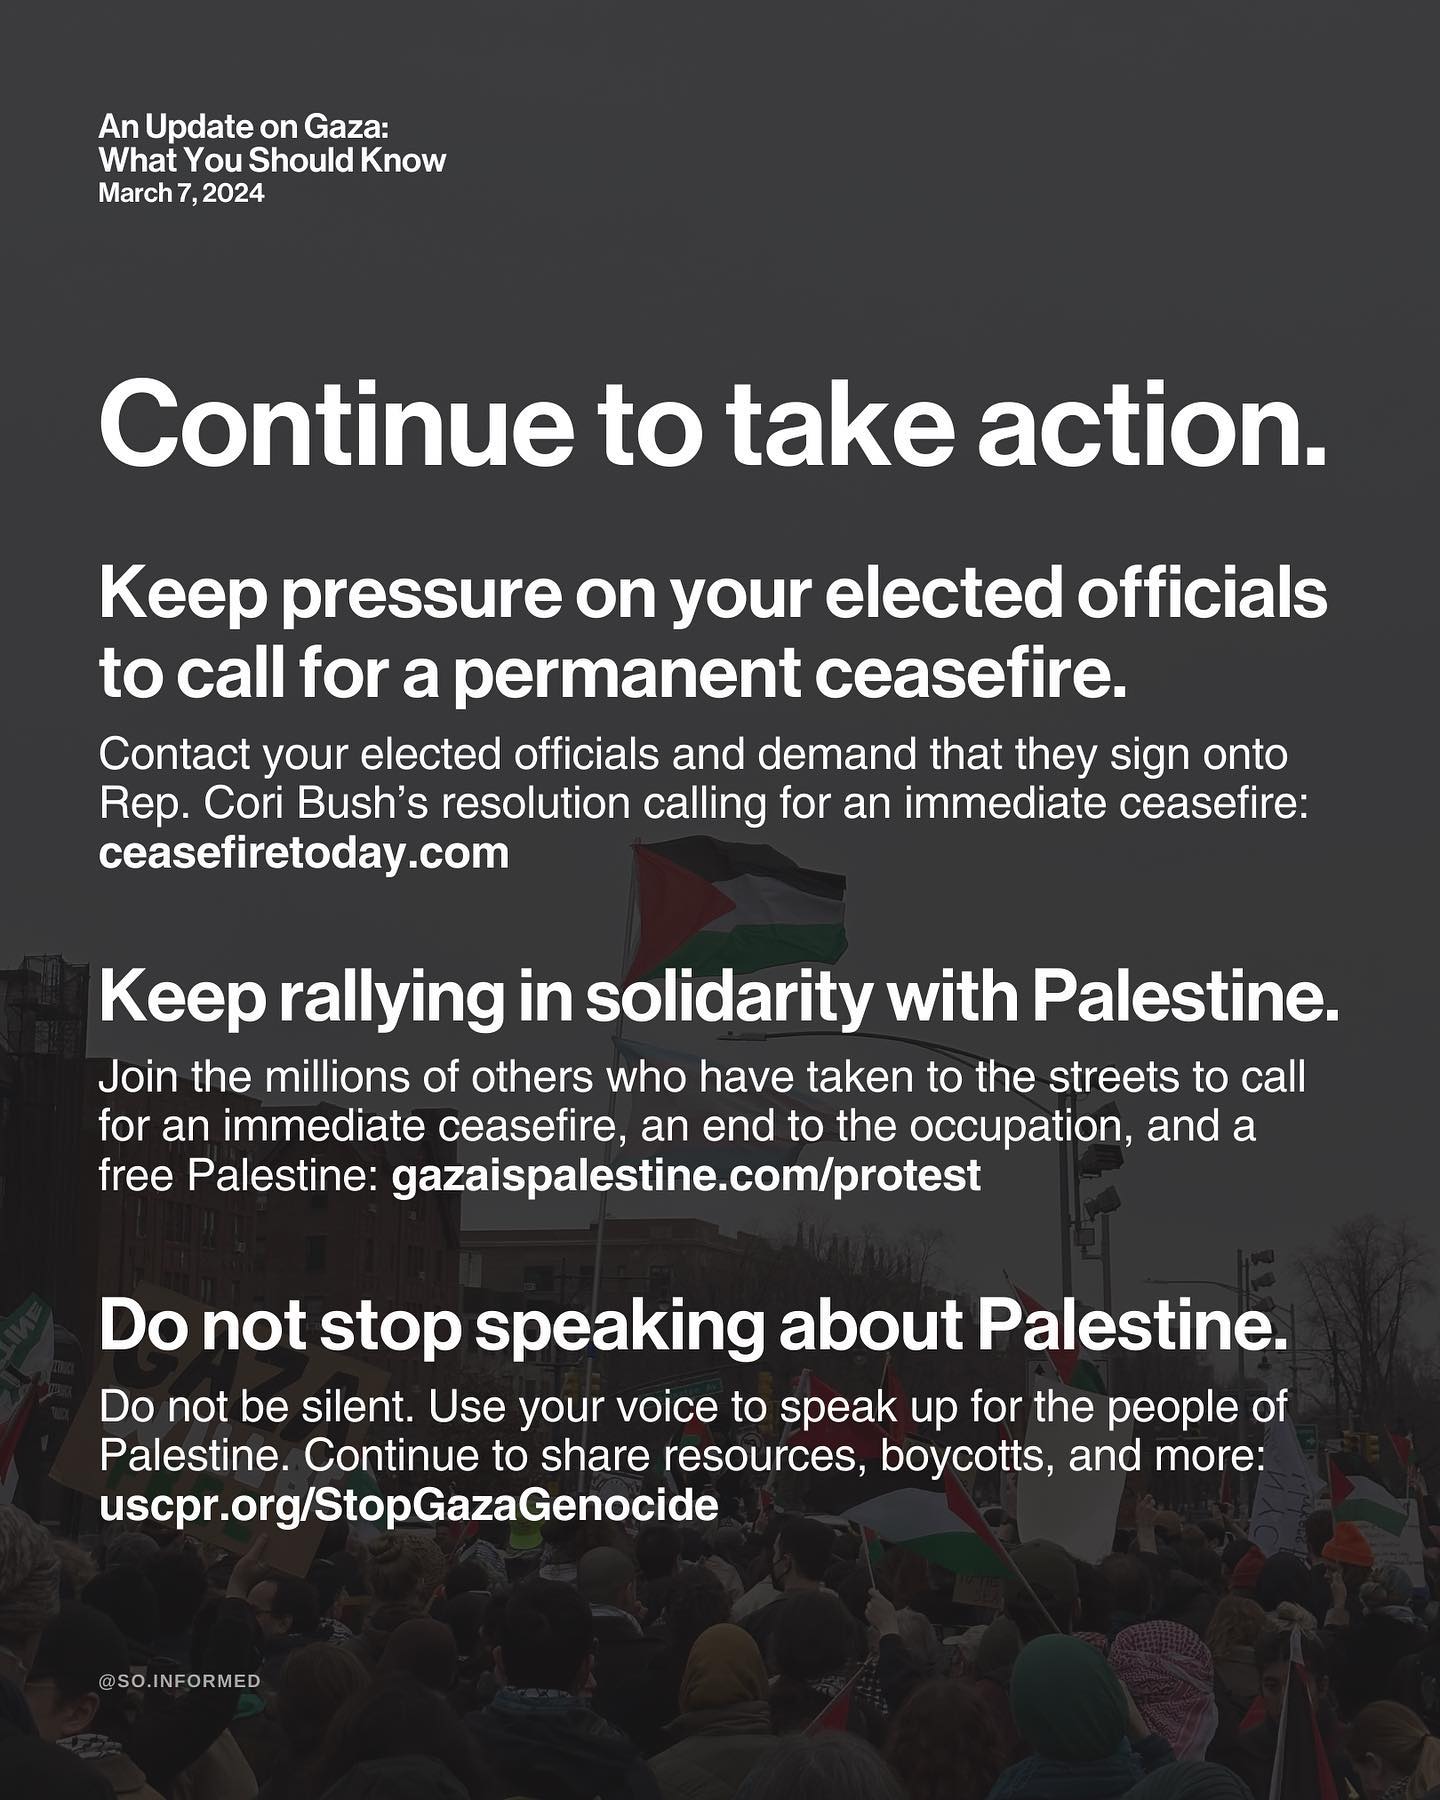 An Update on Gaza:
What You Should Know
March 7, 2024
Continue to take action.
Keep pressure on your elected officials
to call for a permanent ceasefire.
Contact your elected officials and demand that they sign onto
Rep. Cori Bush’s resolution calling for an immediate ceasefire:
ceasefiretoday.com
Keep rallying in solidarity with Palestine.
Join the millions of others who have taken to the streets to call
for an immediate ceasefire, an end to the occupation, and a
free Palestine: gazaispalestine.com/protest
Do not stop speaking about Palestine.
GAZA
Do not be silent. Use your voice to speak up for the people of
Palestine. Continue to share resources, boycotts, and more:
uscpr.org/StopGazaGenocide
@SO.INFORMED